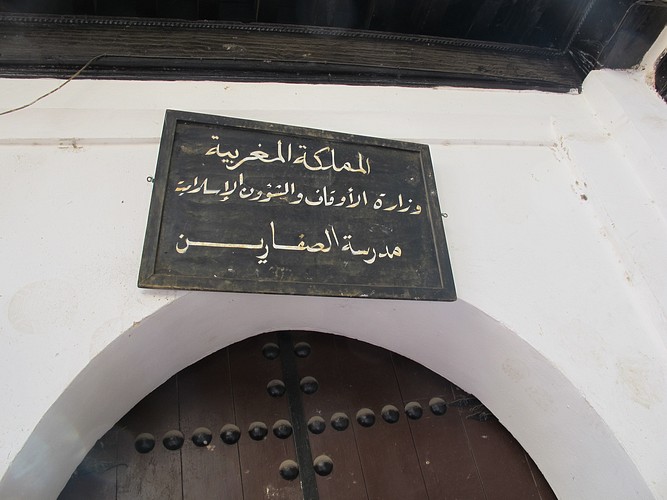 المملكة المغربية
وزارة الأوقاف والشؤون الإسلامية
مدرسة الصفارين